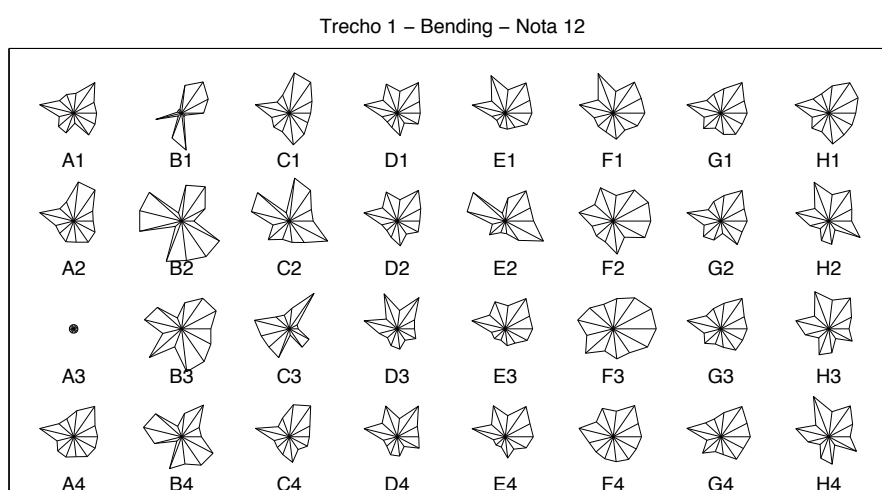 Trecho 1 – Bending – Nota 12
A1 B1 C1 D1 E1 F1 G1 H1
A2 B2 C2 D2 E2 F2 G2 H2
A3 B3 C3 D3 E3 F3 G3 H3
A4 B4 C4 D4 E4 F4 G4 H4